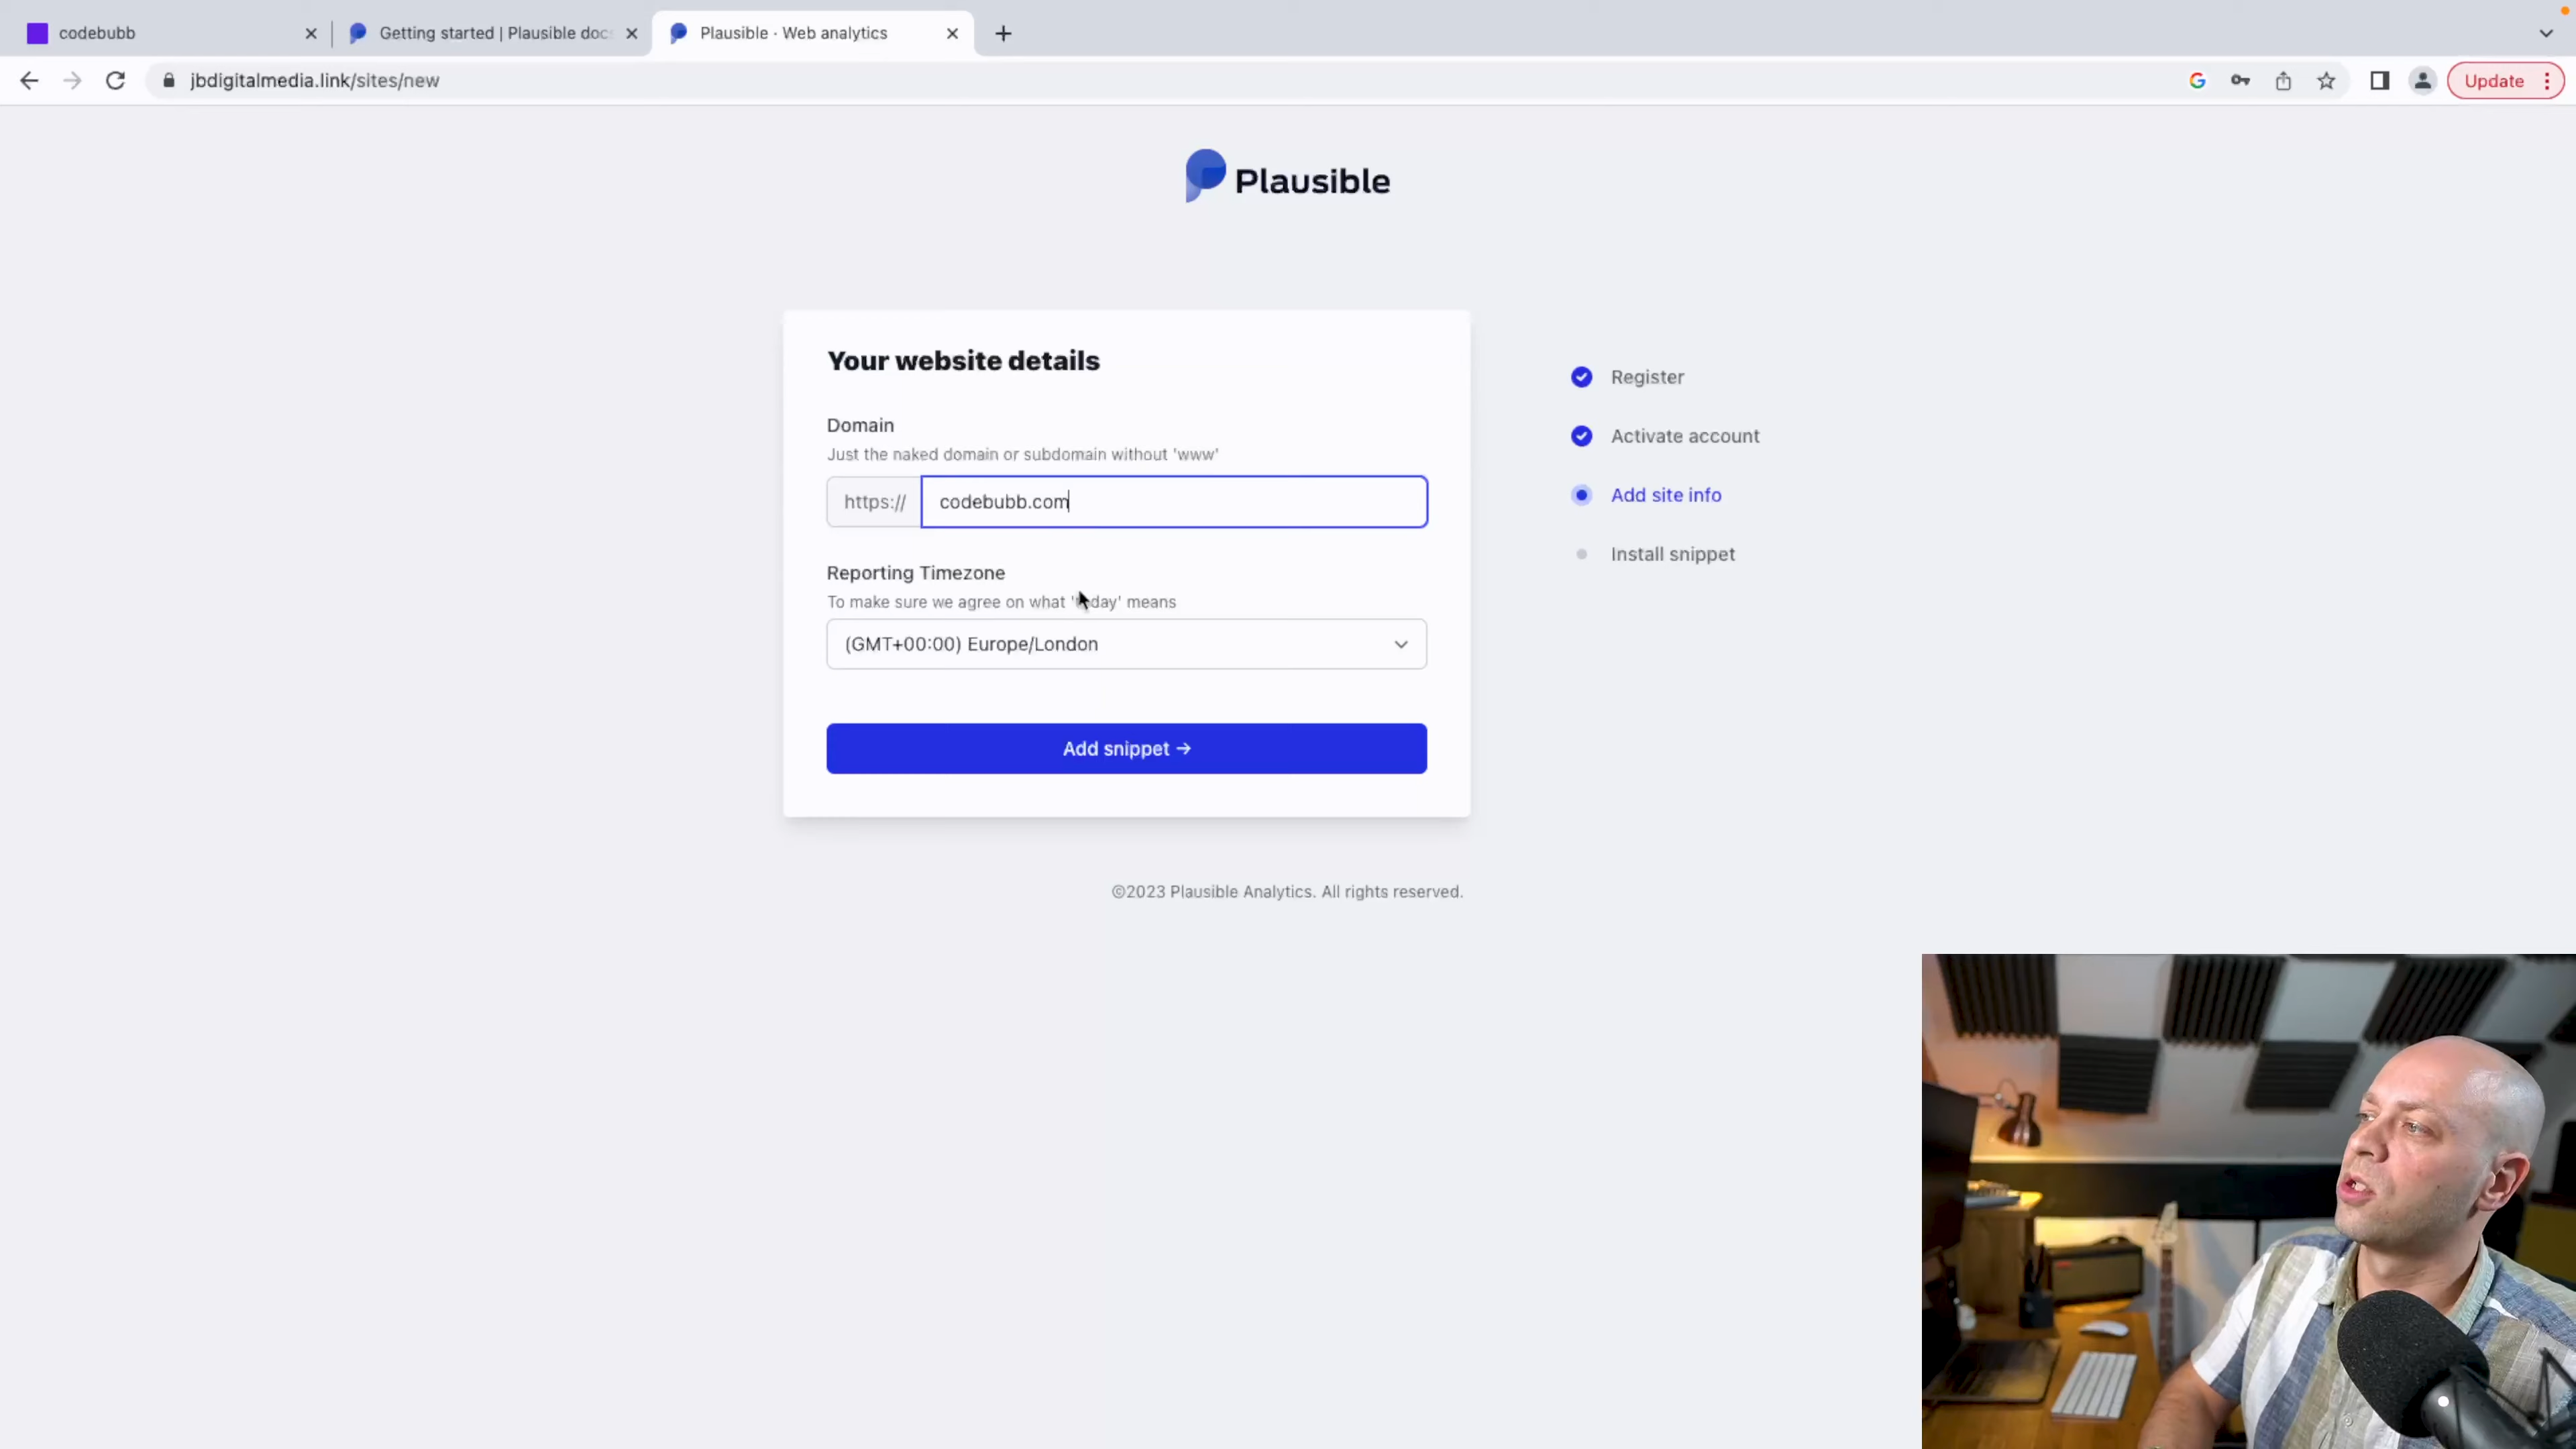 codebubb
Getting started | Plausible docs
Plausible · Web analytics
jbdigitalmedia.link/sites/new
Update
Plausible
Your website details
Domain
Just the naked domain or subdomain without 'www'
https://
codebubb.com
Reporting Timezone
To make sure we agree on what 'today' means
(GMT+00:00) Europe/London
Add snippet →
Register
Activate account
Add site info
Install snippet
©2023 Plausible Analytics. All rights reserved.